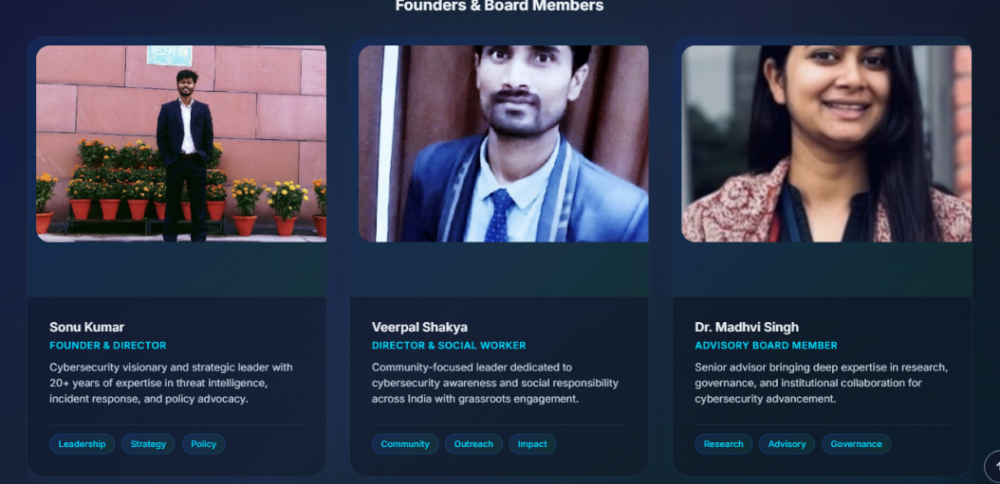 Founders & Board Members
RECEPTION
Sonu Kumar
FOUNDER & DIRECTOR
Cybersecurity visionary and strategic leader with
20+ years of expertise in threat intelligence,
incident response, and policy advocacy.
Leadership
Strategy
Policy
Veerpal Shakya
DIRECTOR & SOCIAL WORKER
Community-focused leader dedicated to
cybersecurity awareness and social responsibility
across India with grassroots engagement.
Community
Outreach
Impact
Dr. Madhvi Singh
ADVISORY BOARD MEMBER
Senior advisor bringing deep expertise in research,
governance, and institutional collaboration for
cybersecurity advancement.
Research
Advisory
Governance